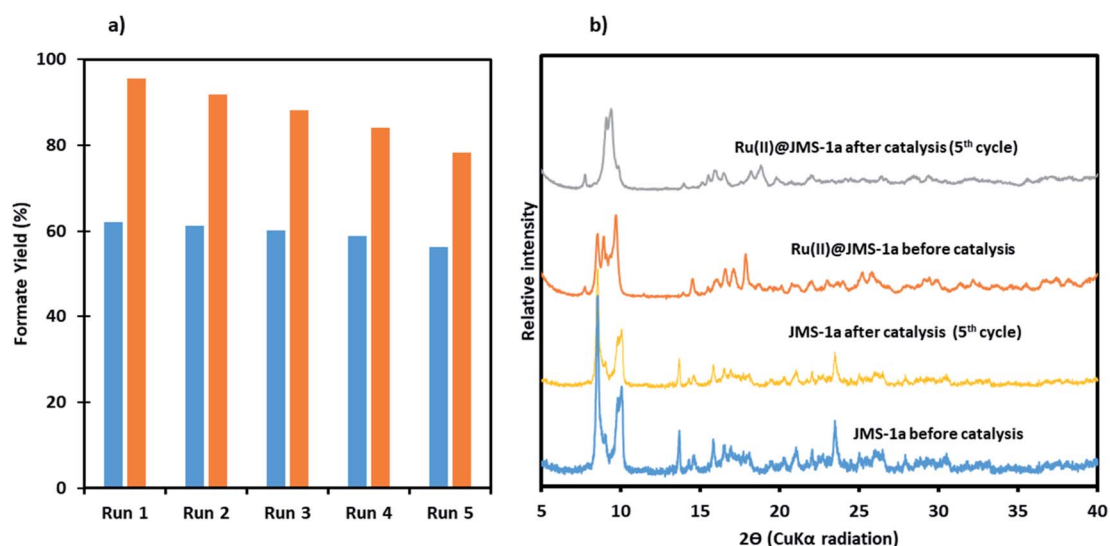 a)
Formate Yield (%)
100
80
60
40
20
0
Run 1 Run 2 Run 3 Run 4 Run 5
b)
Relative intensity
Ru(II)@JMS-1a after catalysis (5th cycle)
Ru(II)@JMS-1a before catalysis
JMS-1a after catalysis (5th cycle)
JMS-1a before catalysis
5 10 15 20 25 30 35 40
2Θ (CuKα radiation)